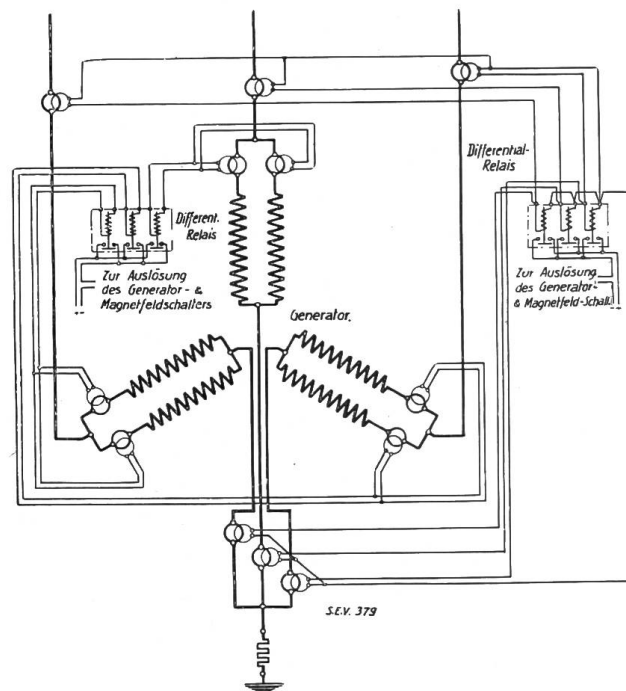 Different.
Relais
Zur Auslösung
des Generator- &
Magnetfeldschalters
Differential-
Relais
Zur Auslösung
des Generator-
& Magnetfeld-Schalt.
Generator.
S.E.V. 379